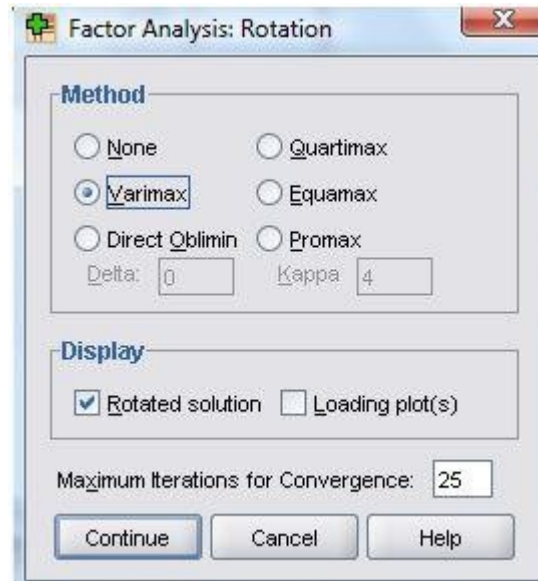 Factor Analysis: Rotation
Method
None Quartimax
Varimax Equamax
Direct Oblimin Promax
Delta: 0 Kappa 4
Display
Rotated solution Loading plot(s)
Maximum Iterations for Convergence: 25
Continue Cancel Help